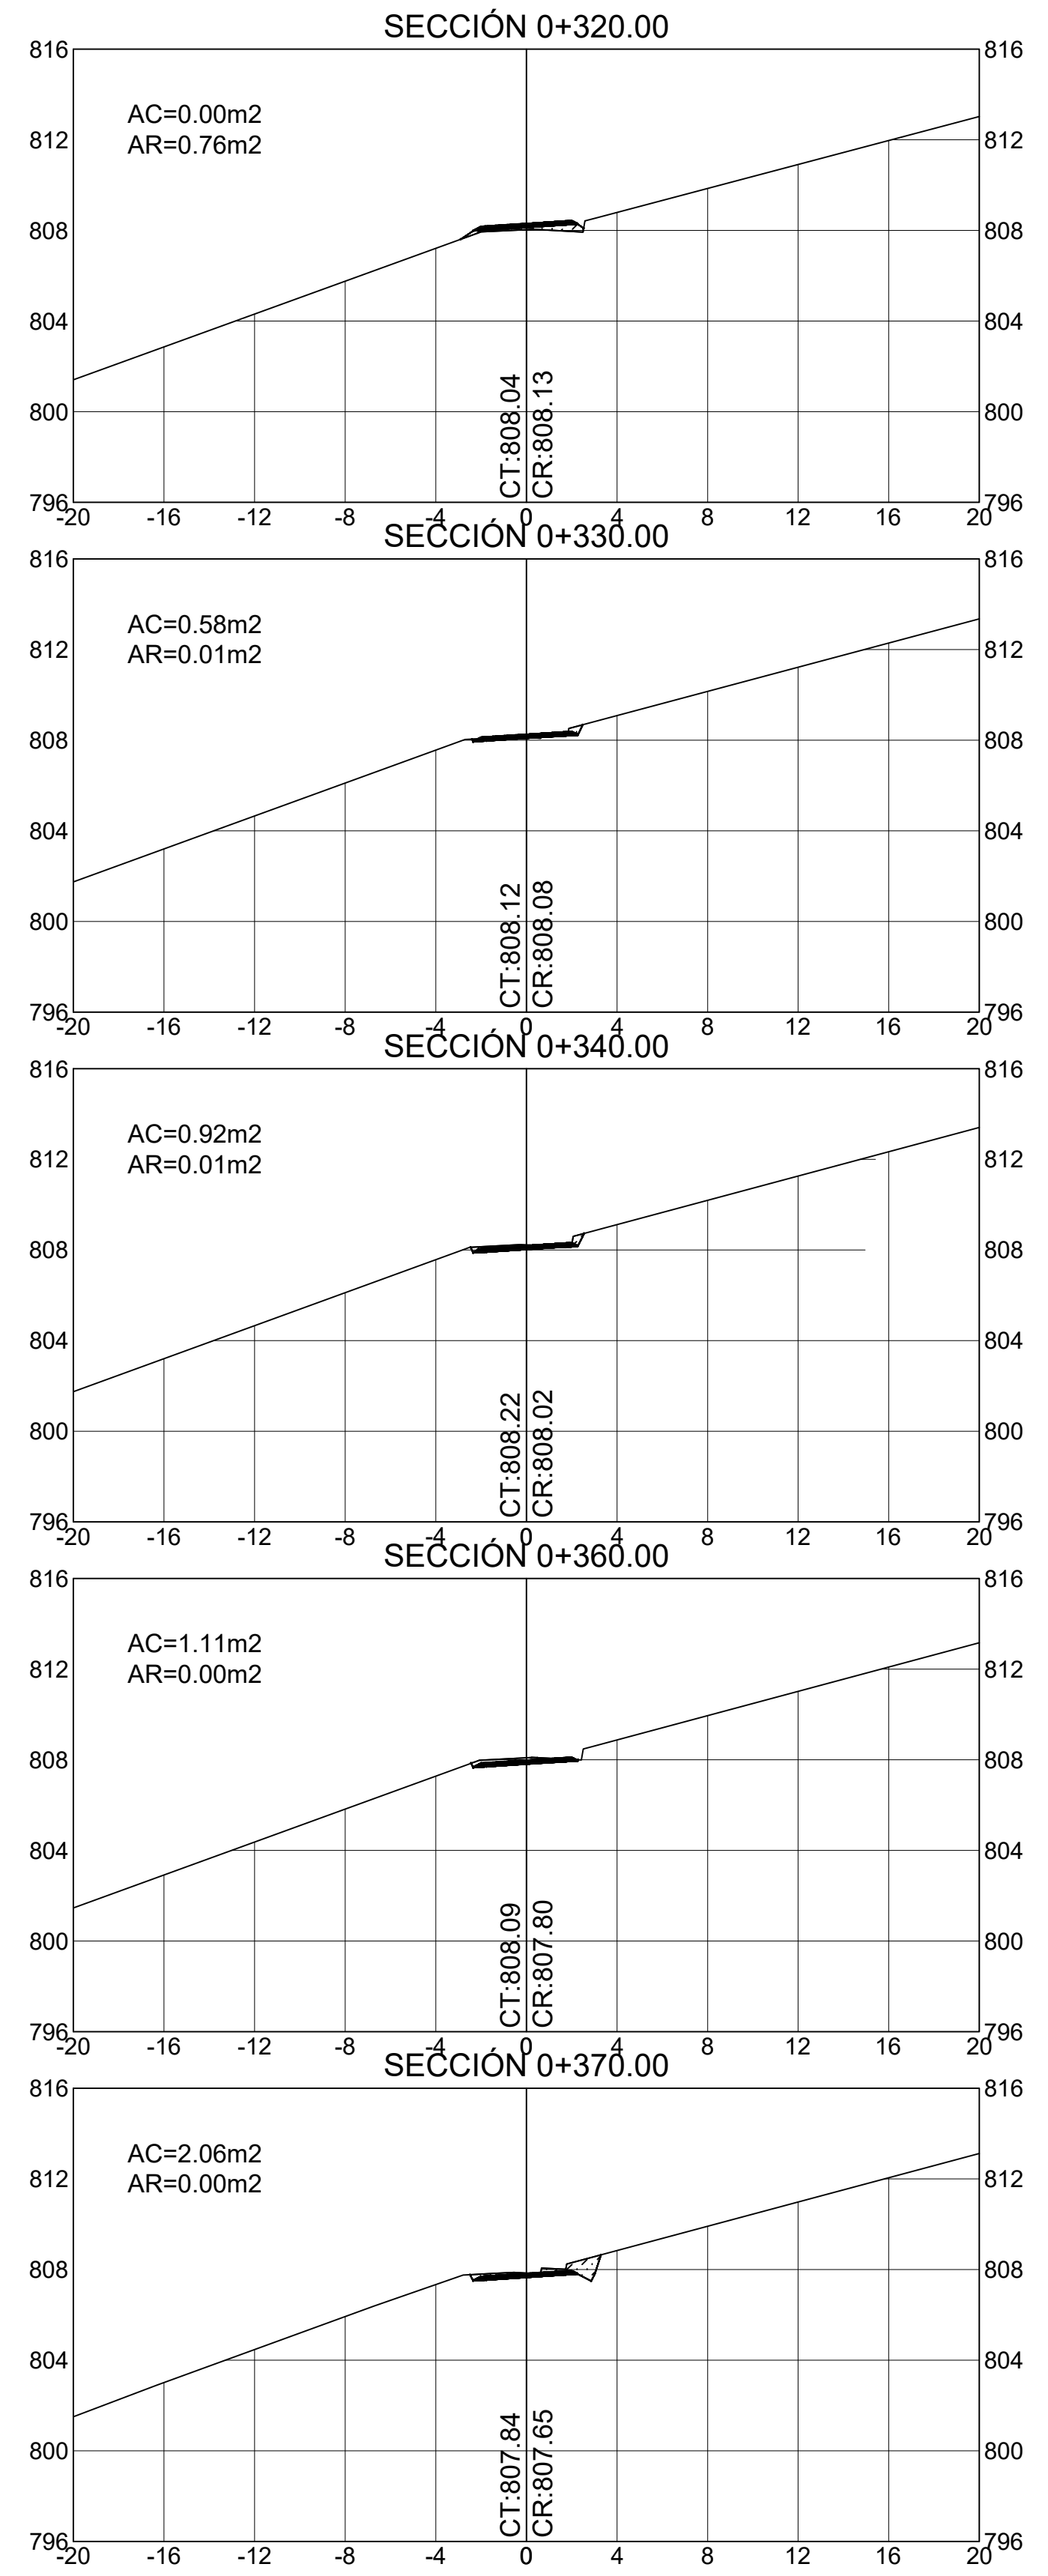 SECCIÓN 0+320.00
816 816
AC=0.00m2
AR=0.76m2
812 812
808 808
804 804
800 800
CT:808.04
CR:808.13
796 796
-20 -16 -12 -8 -4 0 4 8 12 16 20
SECCIÓN 0+330.00
816 816
AC=0.58m2
AR=0.01m2
812 812
808 808
804 804
800 800
CT:808.12
CR:808.08
796 796
-20 -16 -12 -8 -4 0 4 8 12 16 20
SECCIÓN 0+340.00
816 816
AC=0.92m2
AR=0.01m2
812 812
808 808
804 804
800 800
CT:808.22
CR:808.02
796 796
-20 -16 -12 -8 -4 0 4 8 12 16 20
SECCIÓN 0+360.00
816 816
AC=1.11m2
AR=0.00m2
812 812
808 808
804 804
800 800
CT:808.09
CR:807.80
796 796
-20 -16 -12 -8 -4 0 4 8 12 16 20
SECCIÓN 0+370.00
816 816
AC=2.06m2
AR=0.00m2
812 812
808 808
804 804
800 800
CT:807.84
CR:807.65
796 796
-20 -16 -12 -8 -4 0 4 8 12 16 20